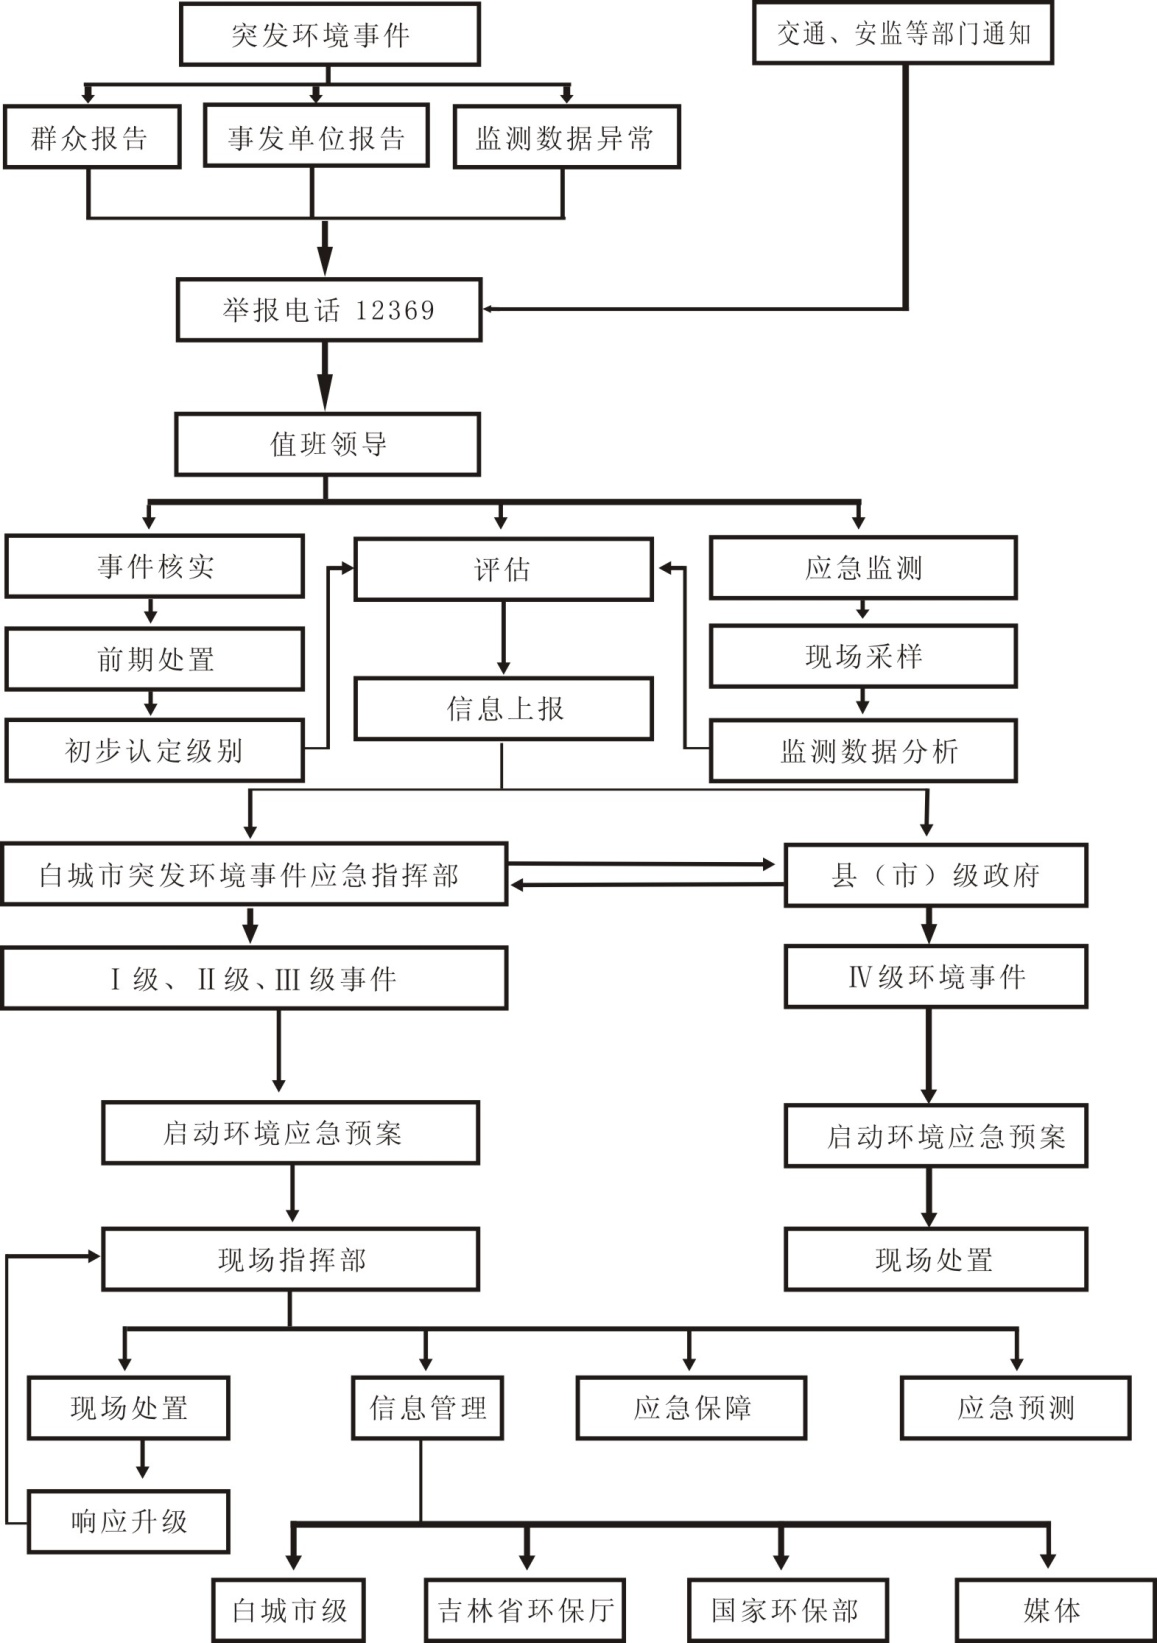 突发环境事件
交通、安监等部门通知
群众报告
事发单位报告
监测数据异常
举报电话 12369
值班领导
事件核实
评估
应急监测
前期处置
现场采样
信息上报
初步认定级别
监测数据分析
白城市突发环境事件应急指挥部
县（市）级政府
Ⅰ级、Ⅱ级、Ⅲ级事件
Ⅳ级环境事件
启动环境应急预案
启动环境应急预案
现场指挥部
现场处置
现场处置
信息管理
应急保障
应急预测
响应升级
白城市级
吉林省环保厅
国家环保部
媒体